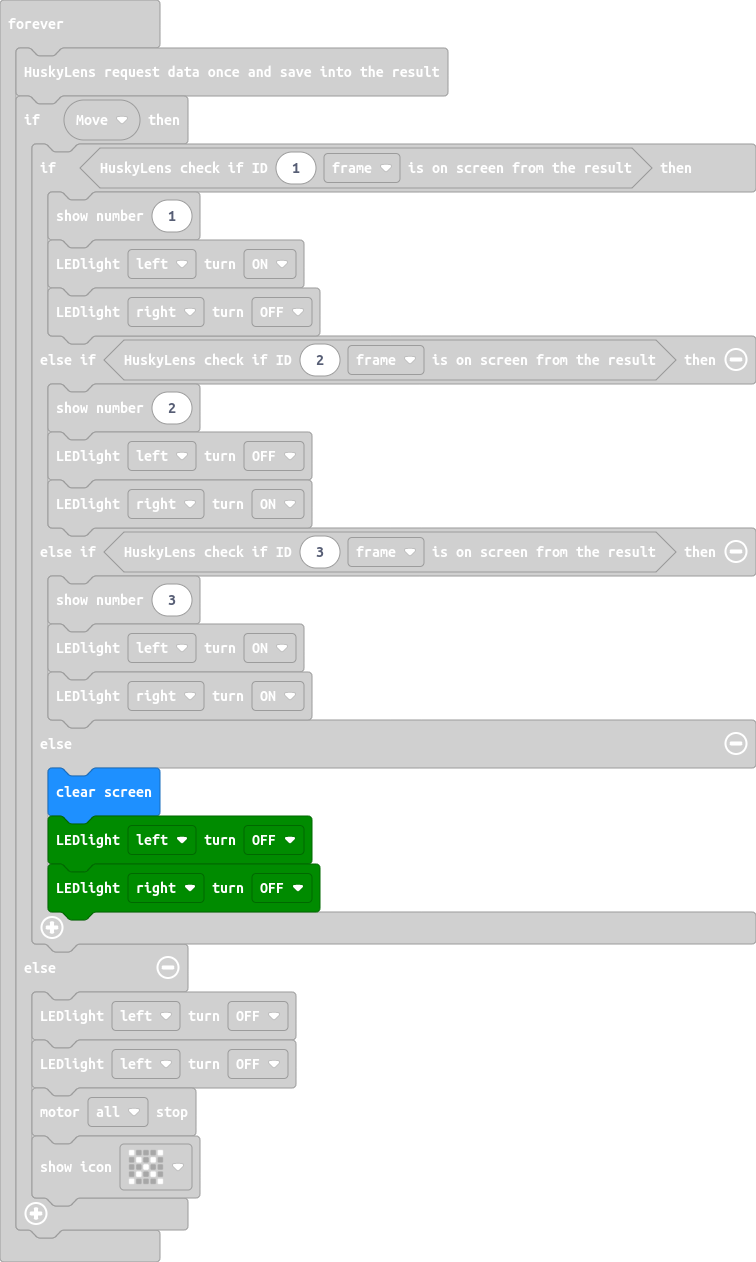 forever
HuskyLens request data once and save into the result
if Move then
if HuskyLens check if ID 1 frame is on screen from the result then
show number 1
LEDlight left turn ON
LEDlight right turn OFF
else if HuskyLens check if ID 2 frame is on screen from the result then
show number 2
LEDlight left turn OFF
LEDlight right turn ON
else if HuskyLens check if ID 3 frame is on screen from the result then
show number 3
LEDlight left turn ON
LEDlight right turn ON
else
clear screen
LEDlight left turn OFF
LEDlight right turn OFF
else
LEDlight left turn OFF
LEDlight left turn OFF
motor all stop
show icon